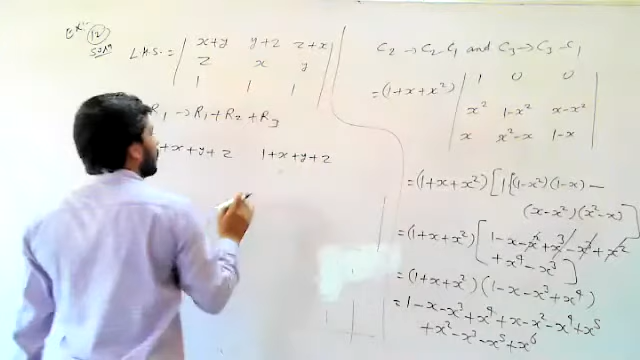 Ex. 12
Soln
L.H.S. = | x+y y+z z+x |
| z x y |
| 1 1 1 |
R1 → R1 + R2 + R3
+x+y+z 1+x+y+z
C2 → C2-C1 and C3 → C3-C1
=(1+x+x²) | 1 0 0 |
| x² 1-x² x-x² |
| x x²-x 1-x |
=(1+x+x²)[1{(1-x²)(1-x) -
(x-x²)(x²-x)
=(1+x+x²)[1-x-x²+x³-x³+x²
+x⁴-x³]
=(1+x+x²)(1-x-x³+x⁴)
=1-x-x³+x⁴+x-x²-x⁴+x⁵
+x²-x³-x⁵+x⁶